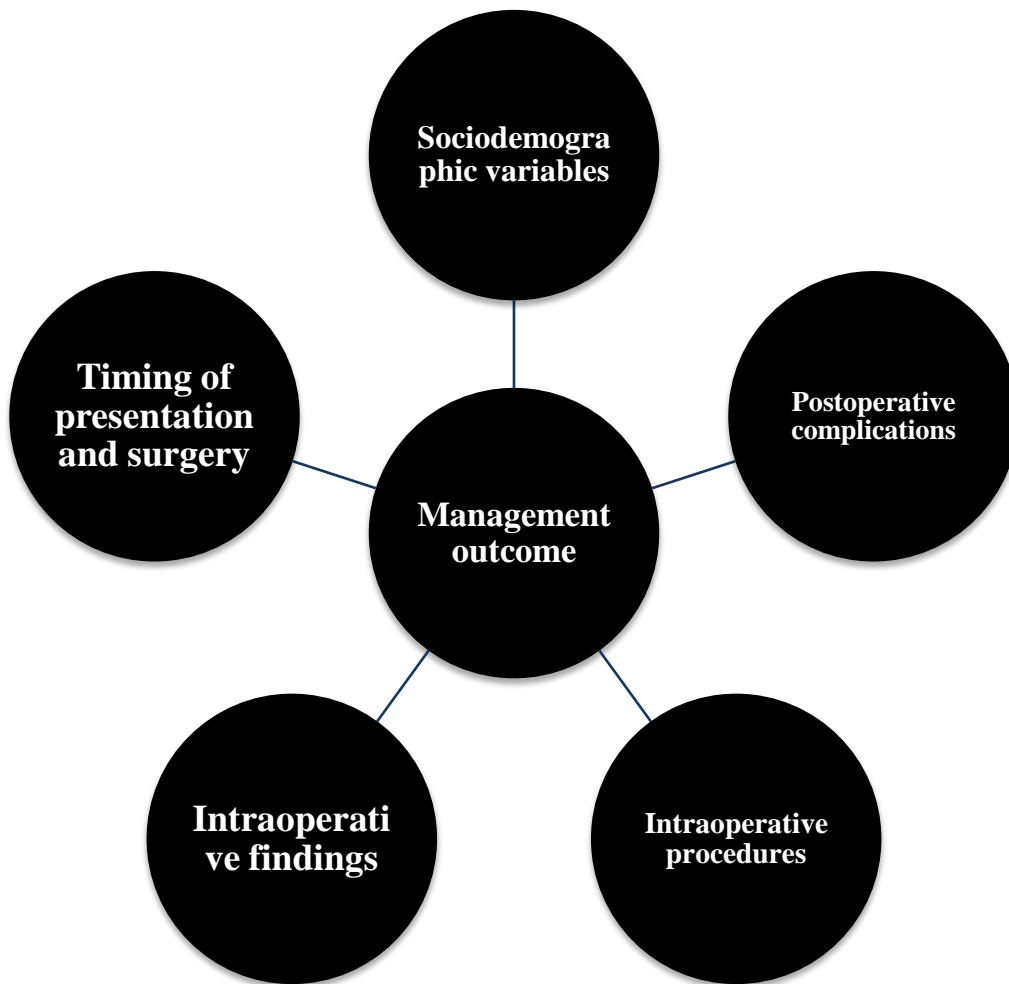 Sociodemogra
phic variables
Timing of
presentation
and surgery
Postoperative
complications
Management
outcome
Intraoperati
ve findings
Intraoperative
procedures